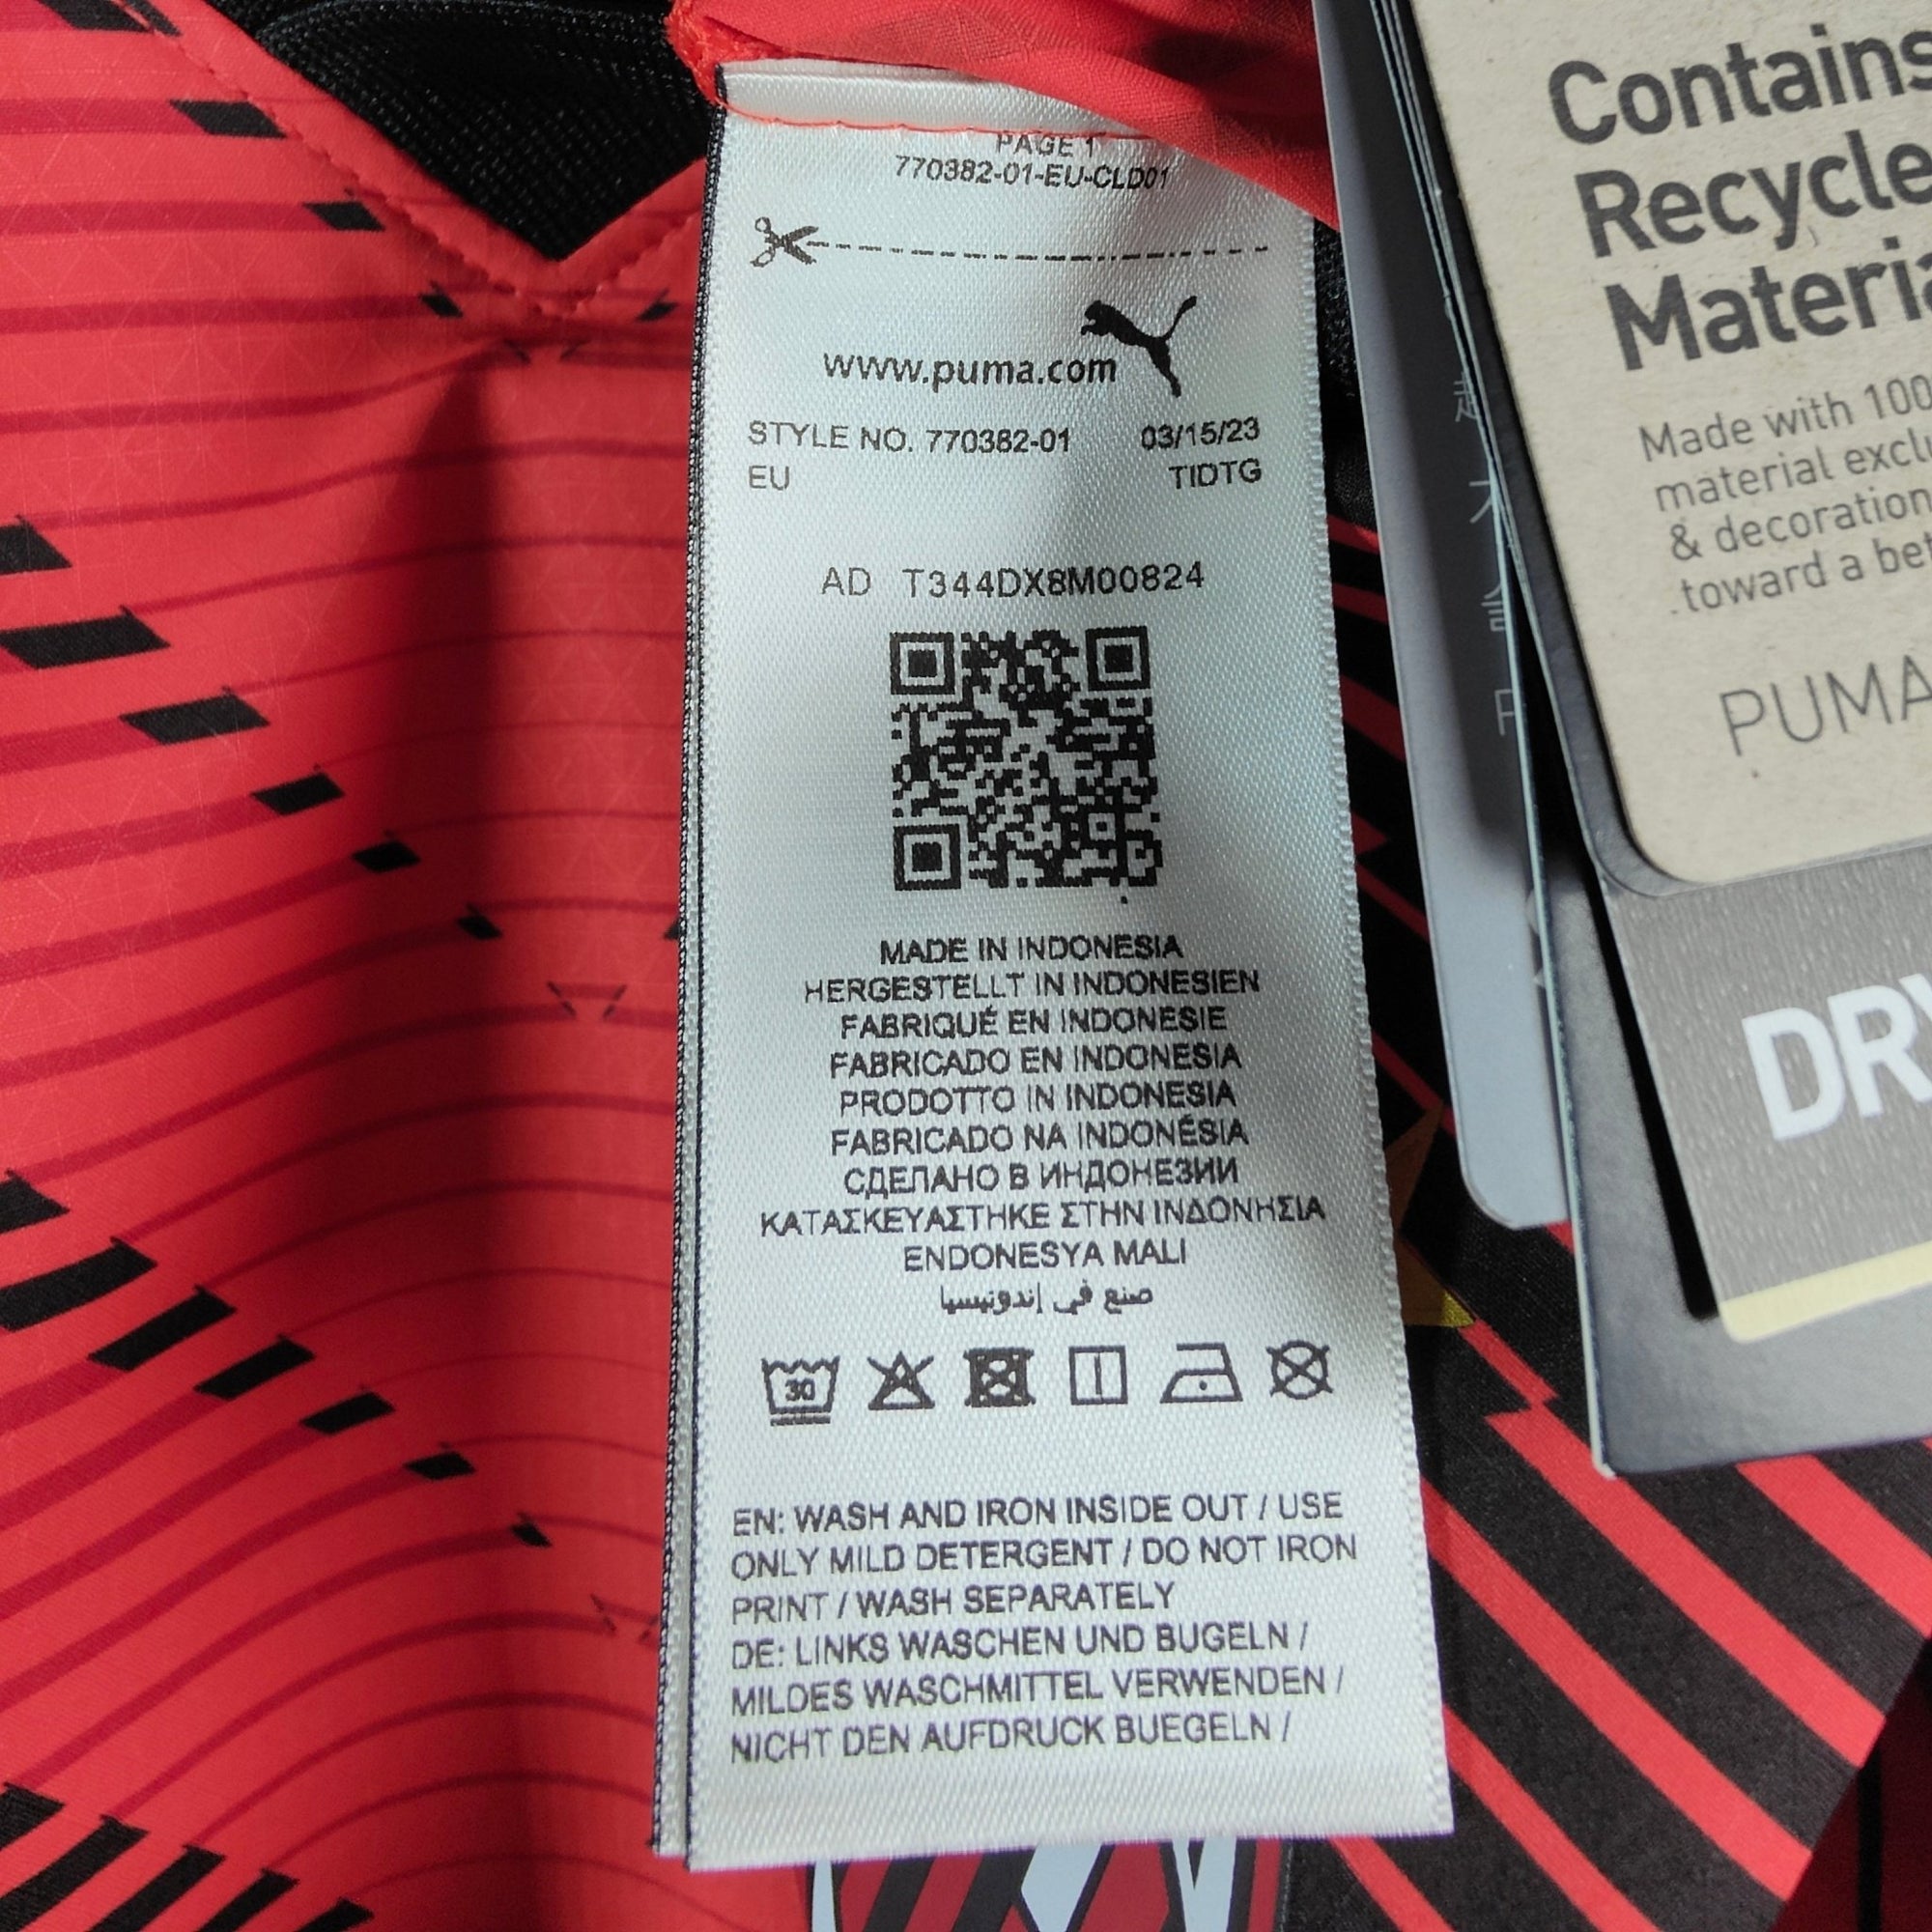 PAGE 1
770382-01-EU-CLD01
www.puma.com
STYLE NO. 770382-01 03/15/23
EU TIDTG
AD T344DX8M00824
MADE IN INDONESIA
HERGESTELLT IN INDONESIEN
FABRIQUÉ EN INDONESIE
FABRICADO EN INDONESIA
PRODOTTO IN INDONESIA
FABRICADO NA INDONÉSIA
СДЕЛАНО В ИНДОНЕЗИИ
ΚΑΤΑΣΚΕΥΑΣΤΗΚΕ ΣΤΗΝ ΙΝΔΟΝΗΣΙΑ
ENDONESYA MALI
صنع في إندونيسيا
30
EN: WASH AND IRON INSIDE OUT / USE
ONLY MILD DETERGENT / DO NOT IRON
PRINT / WASH SEPARATELY
DE: LINKS WASCHEN UND BUGELN /
MILDES WASCHMITTEL VERWENDEN /
NICHT DEN AUFDRUCK BUEGELN /
Contains
Recycle
Materia
Made with 100
material exclu
& decoration
toward a bet
PUMA
DRY